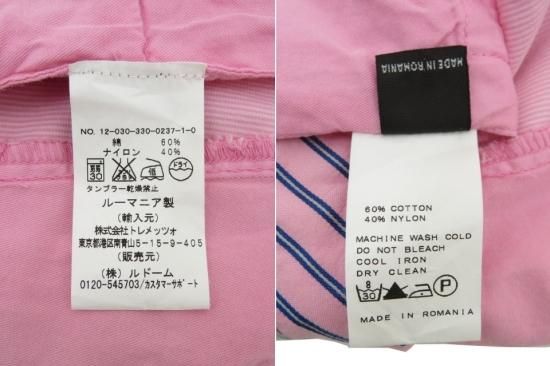 NO. 12-030-330-0237-1-0
綿 60%
ナイロン 40%
弱
30
低
ドライ
タンブラー乾燥禁止
ルーマニア製
(輸入元)
株式会社トレメッツォ
東京都港区南青山5-15-9-405
(販売元)
(株) ルドーム
0120-545703/カスタマーサポート
MADE IN ROMANIA
60% COTTON
40% NYLON
MACHINE WASH COLD
DO NOT BLEACH
COOL IRON
DRY CLEAN
8
30
P
MADE IN ROMANIA